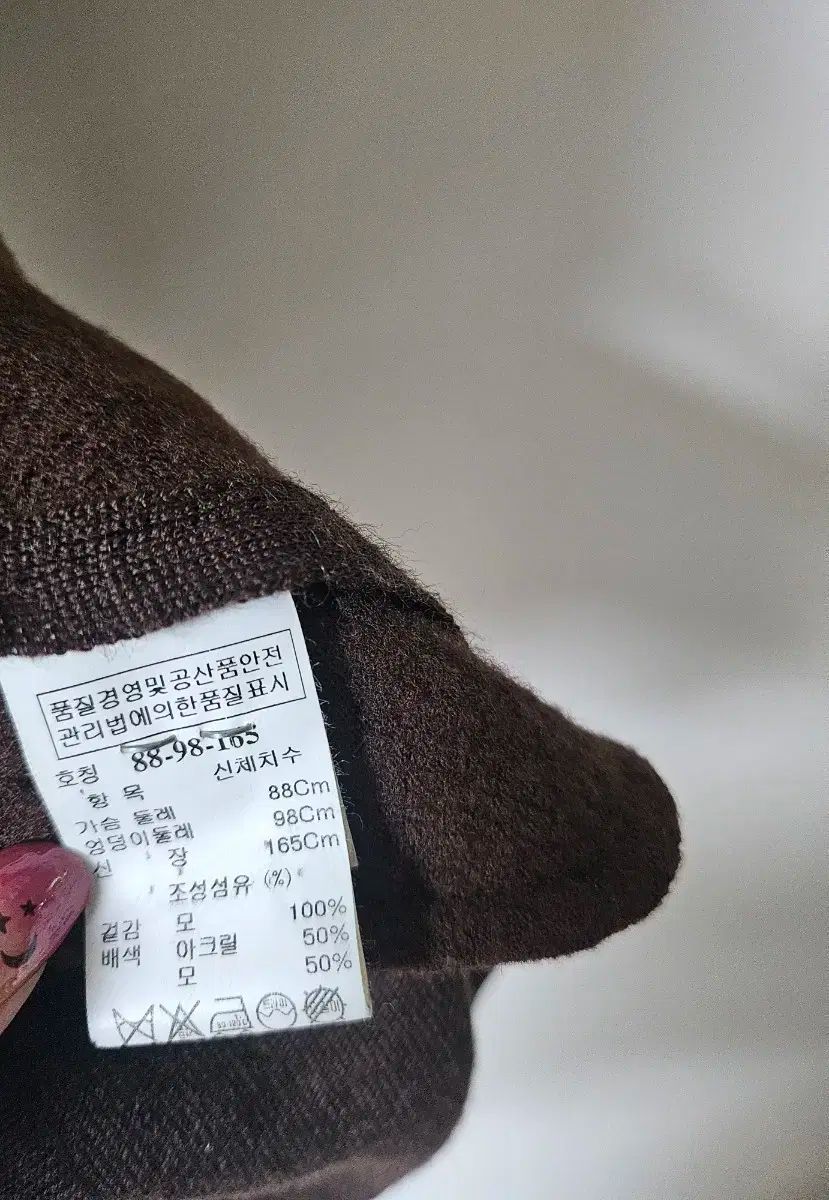 품질경영및공산품안전
관리법에의한품질표시
호칭 88-98-165
항 목 신체치수
가슴 둘레 88Cm
엉덩이둘레 98Cm
신 장 165Cm
조성섬유 (%)
겉감 모 100%
배색 아크릴 50%
모 50%